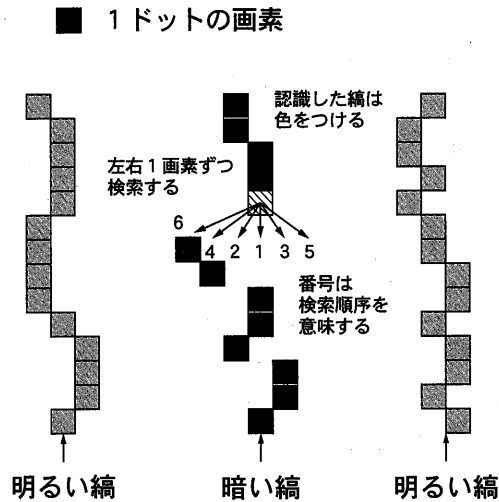 １ドットの画素
認識した縞は
色をつける
左右１画素ずつ
検索する
6
4 2 1 3 5
番号は
検索順序を
意味する
明るい縞
暗い縞
明るい縞